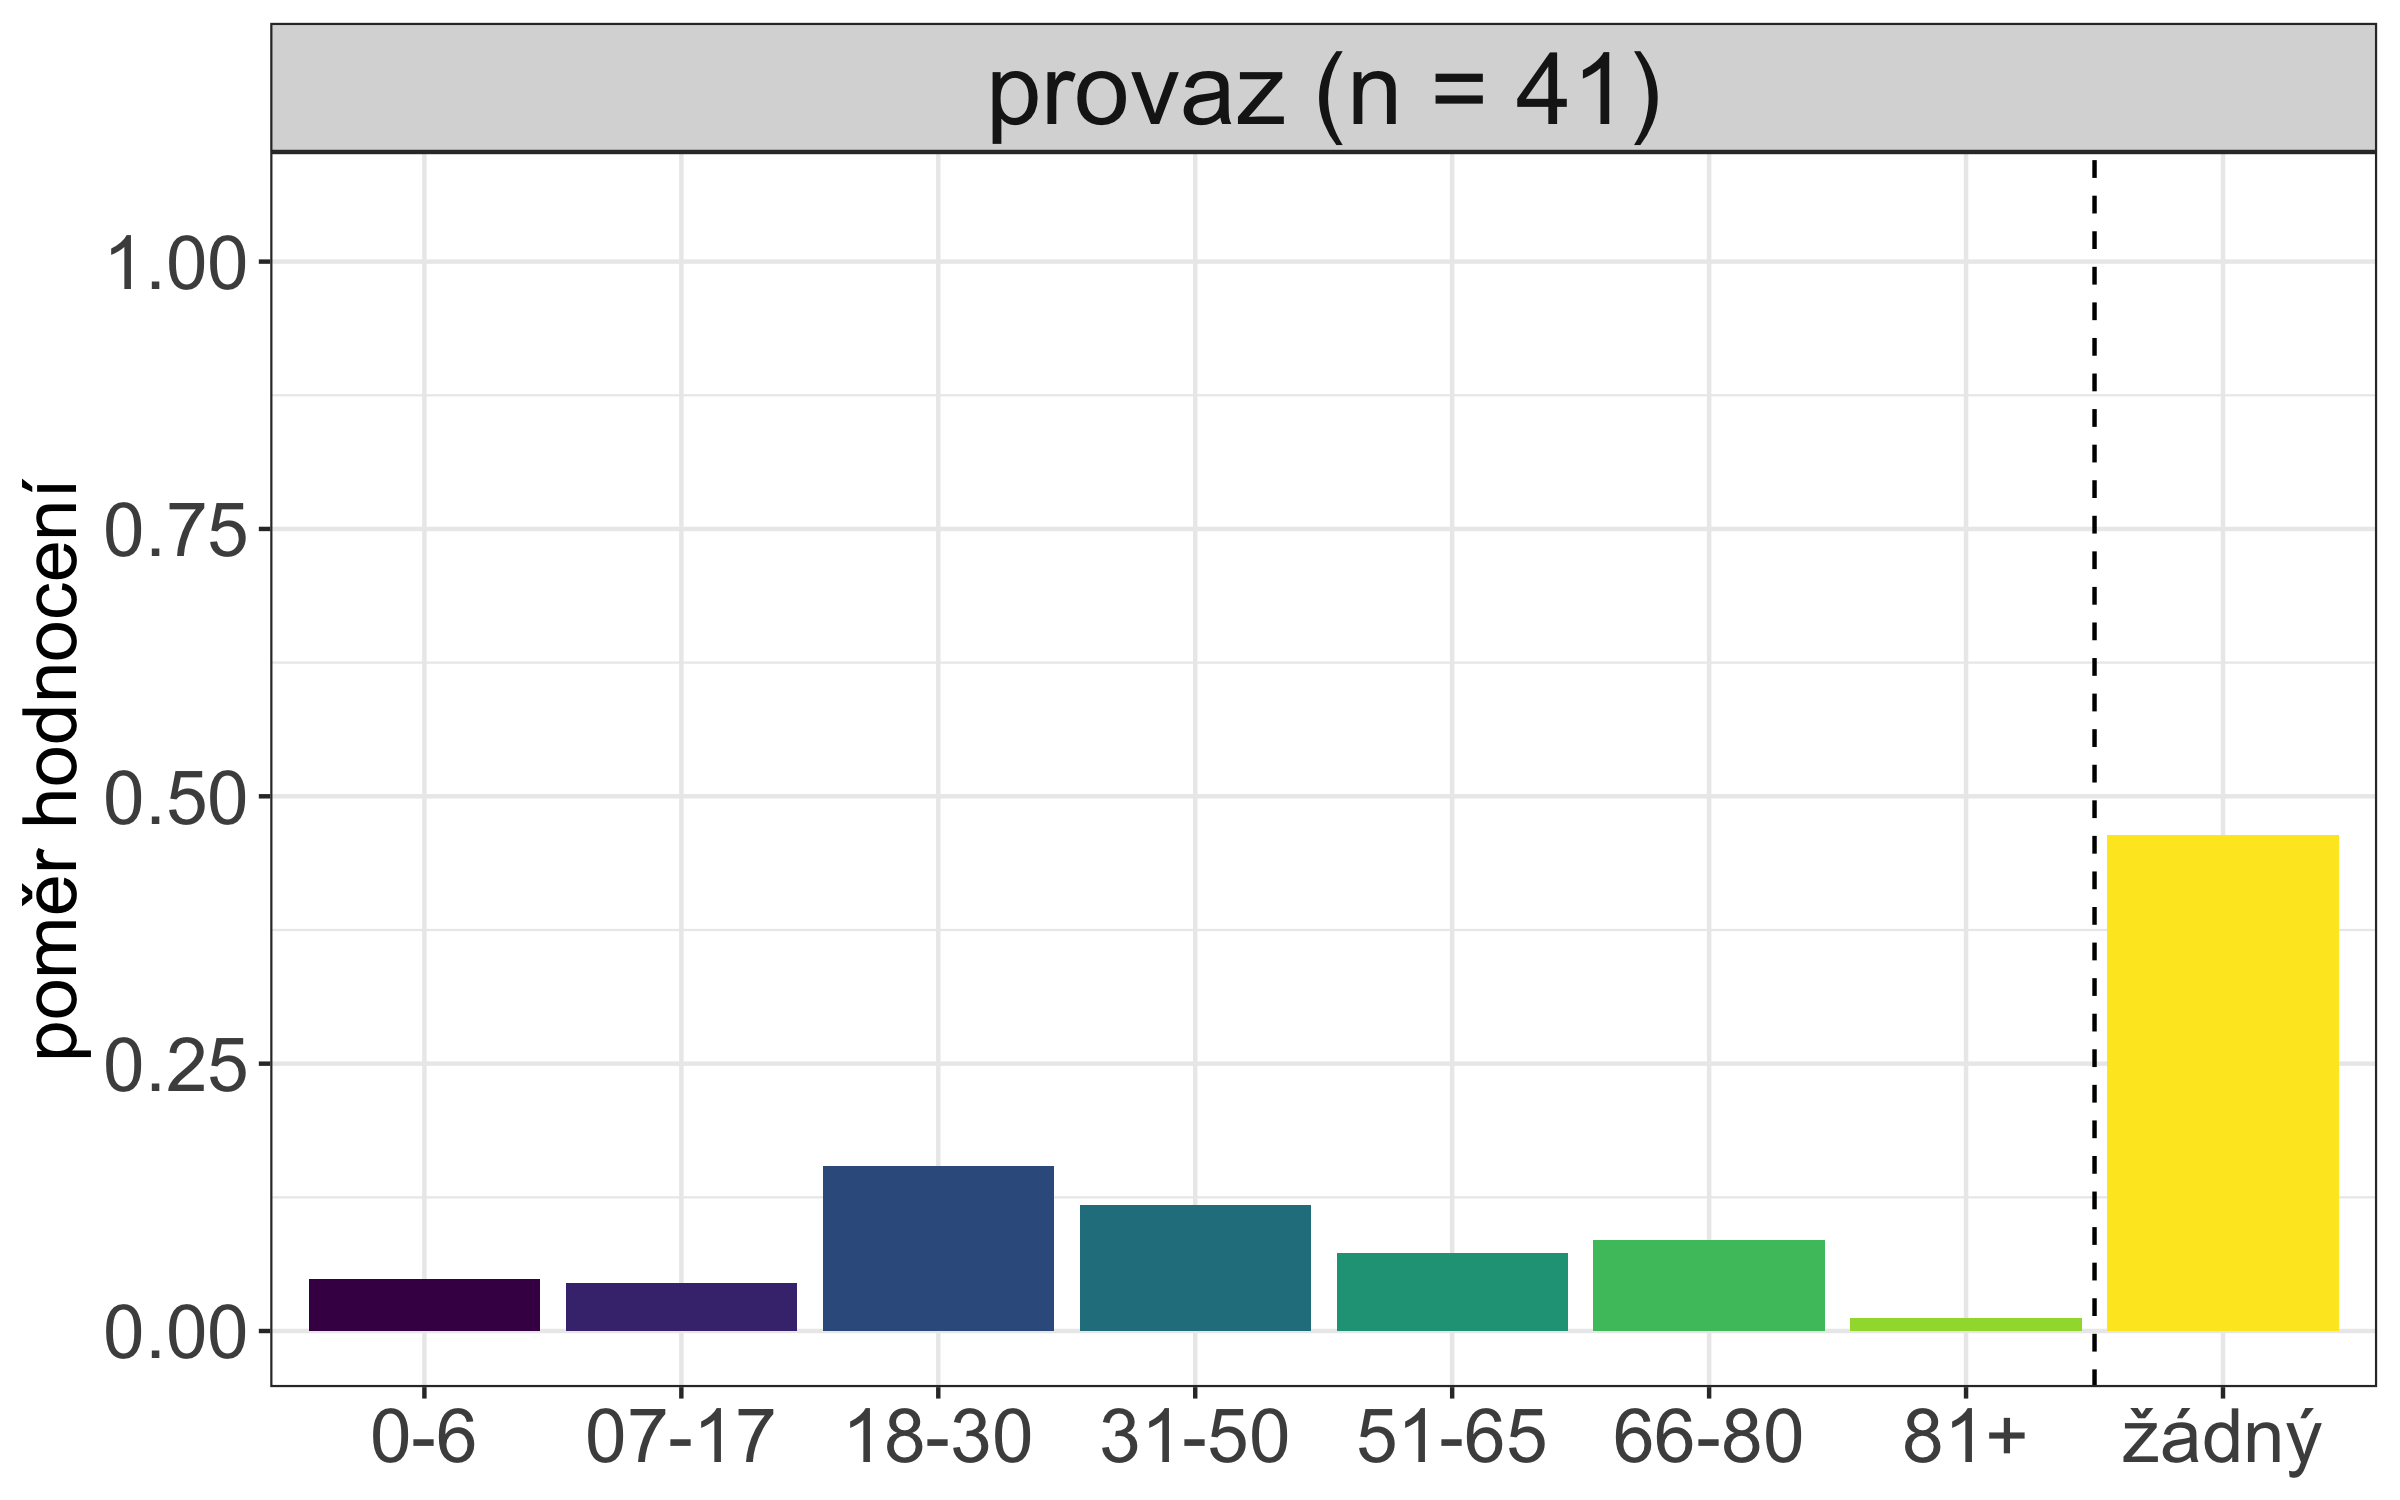 provaz (n = 41)
poměr hodnocení
1.00
0.75
0.50
0.25
0.00
0-6 07-17 18-30 31-50 51-65 66-80 81+ žádný